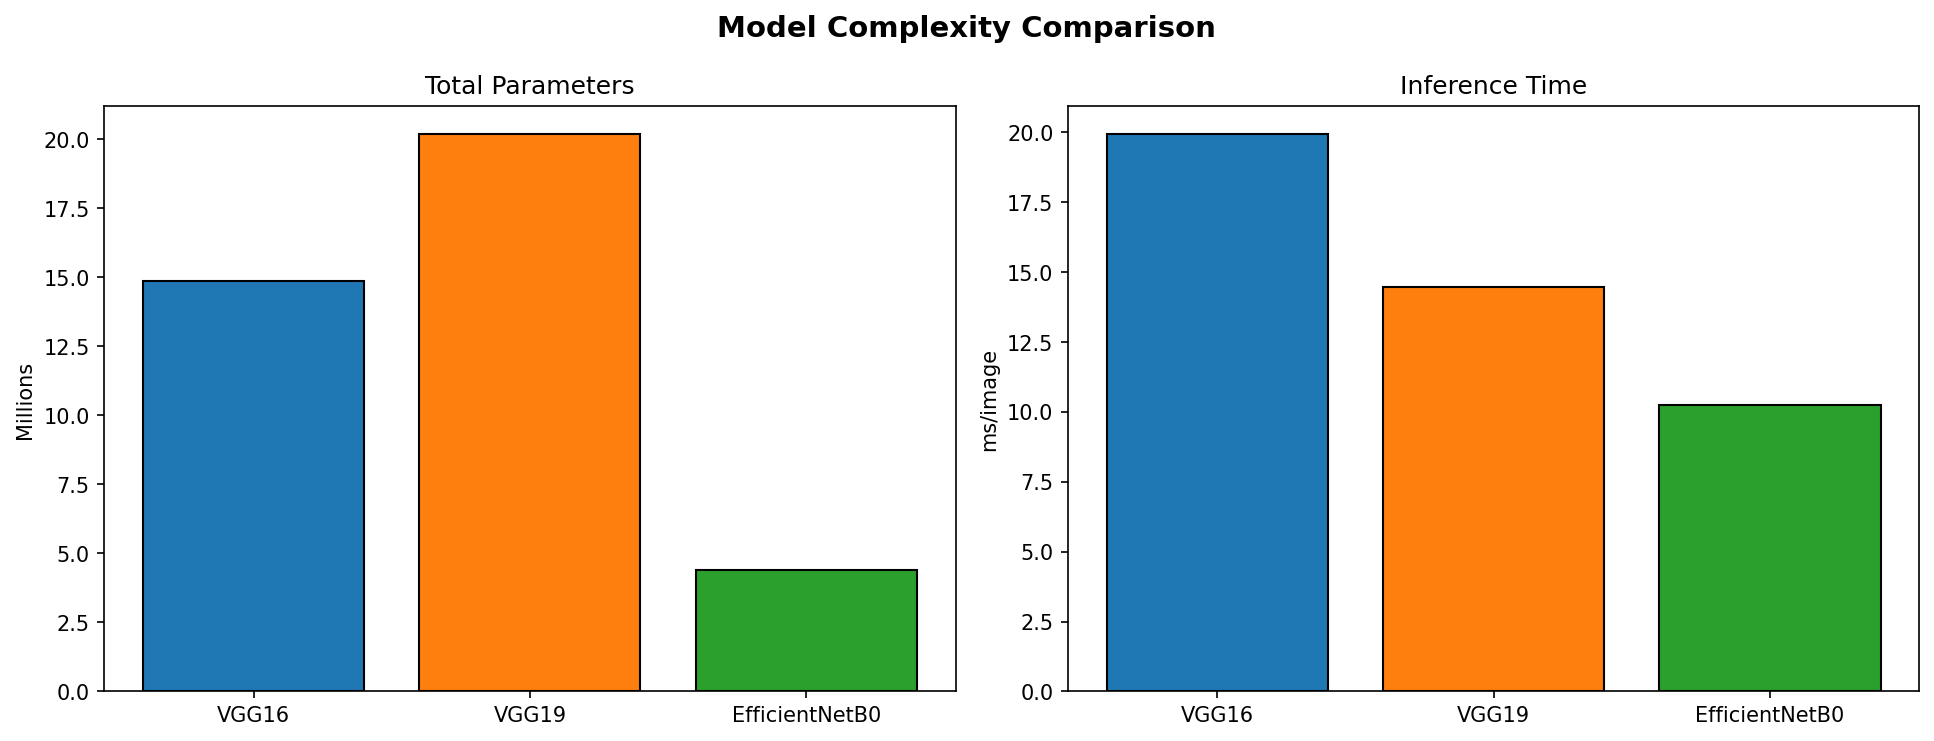 Model Complexity Comparison
Total Parameters
Millions
20.0
17.5
15.0
12.5
10.0
7.5
5.0
2.5
0.0
VGG16 VGG19 EfficientNetB0
Inference Time
ms/image
20.0
17.5
15.0
12.5
10.0
7.5
5.0
2.5
0.0
VGG16 VGG19 EfficientNetB0